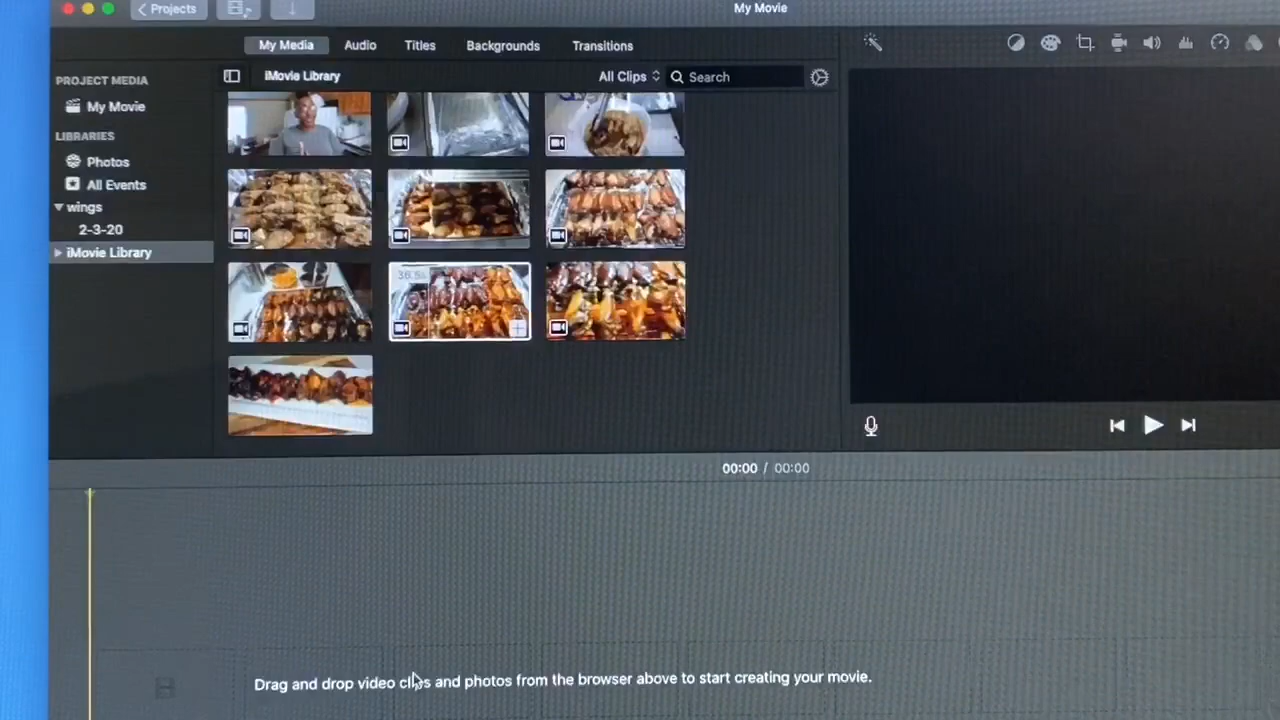 Projects
My Movie
My Media Audio Titles Backgrounds Transitions
PROJECT MEDIA
My Movie
LIBRARIES
Photos
All Events
wings
2-3-20
iMovie Library
iMovie Library
All Clips
Search
36.5s
00:00 / 00:00
Drag and drop video clips and photos from the browser above to start creating your movie.